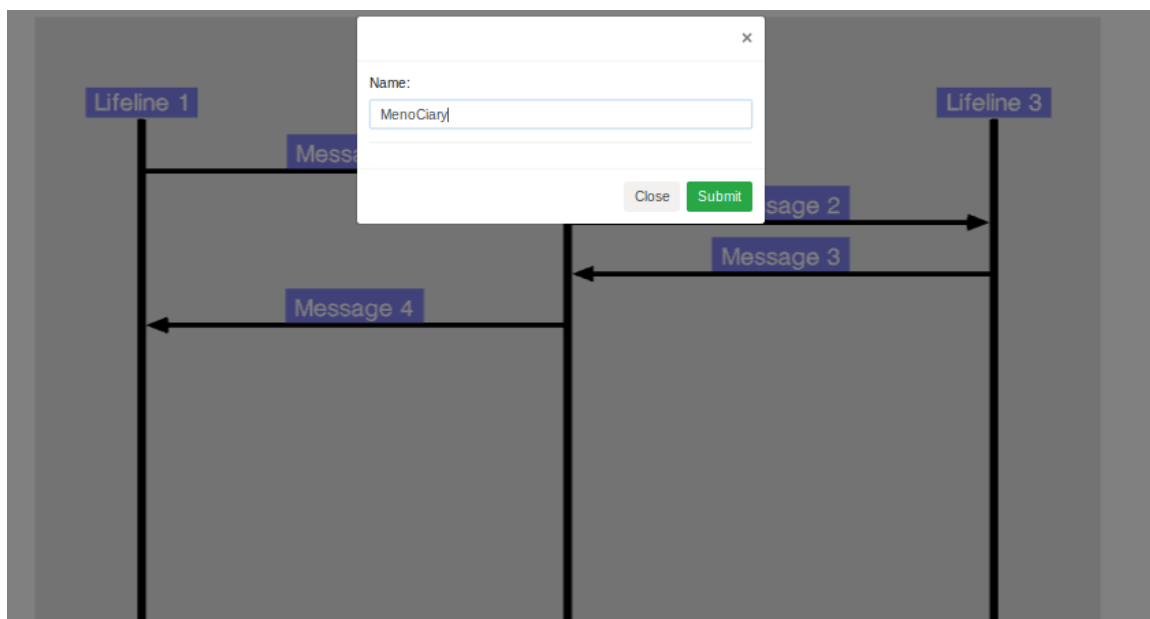 ×
Name:
MenoCiary
Close Submit
Lifeline 1
Lifeline 3
Messa
sage 2
Message 3
Message 4